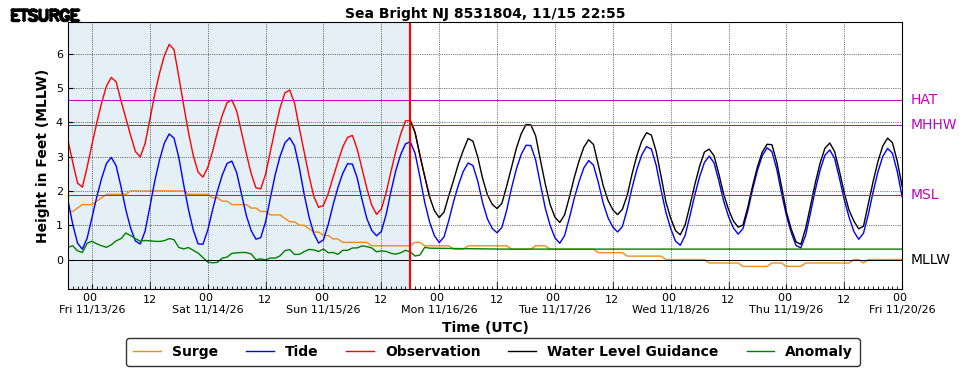 ETSURGE
Sea Bright NJ 8531804, 11/15 22:55
Height in Feet (MLLW)
6
5
4
3
2
1
0
HAT
MHHW
MSL
MLLW
00 12 00 12 00 12 00 12 00 12 00 12 00 12 00
Fri 11/13/26 Sat 11/14/26 Sun 11/15/26 Mon 11/16/26 Tue 11/17/26 Wed 11/18/26 Thu 11/19/26 Fri 11/20/26
Time (UTC)
Surge Tide Observation Water Level Guidance Anomaly